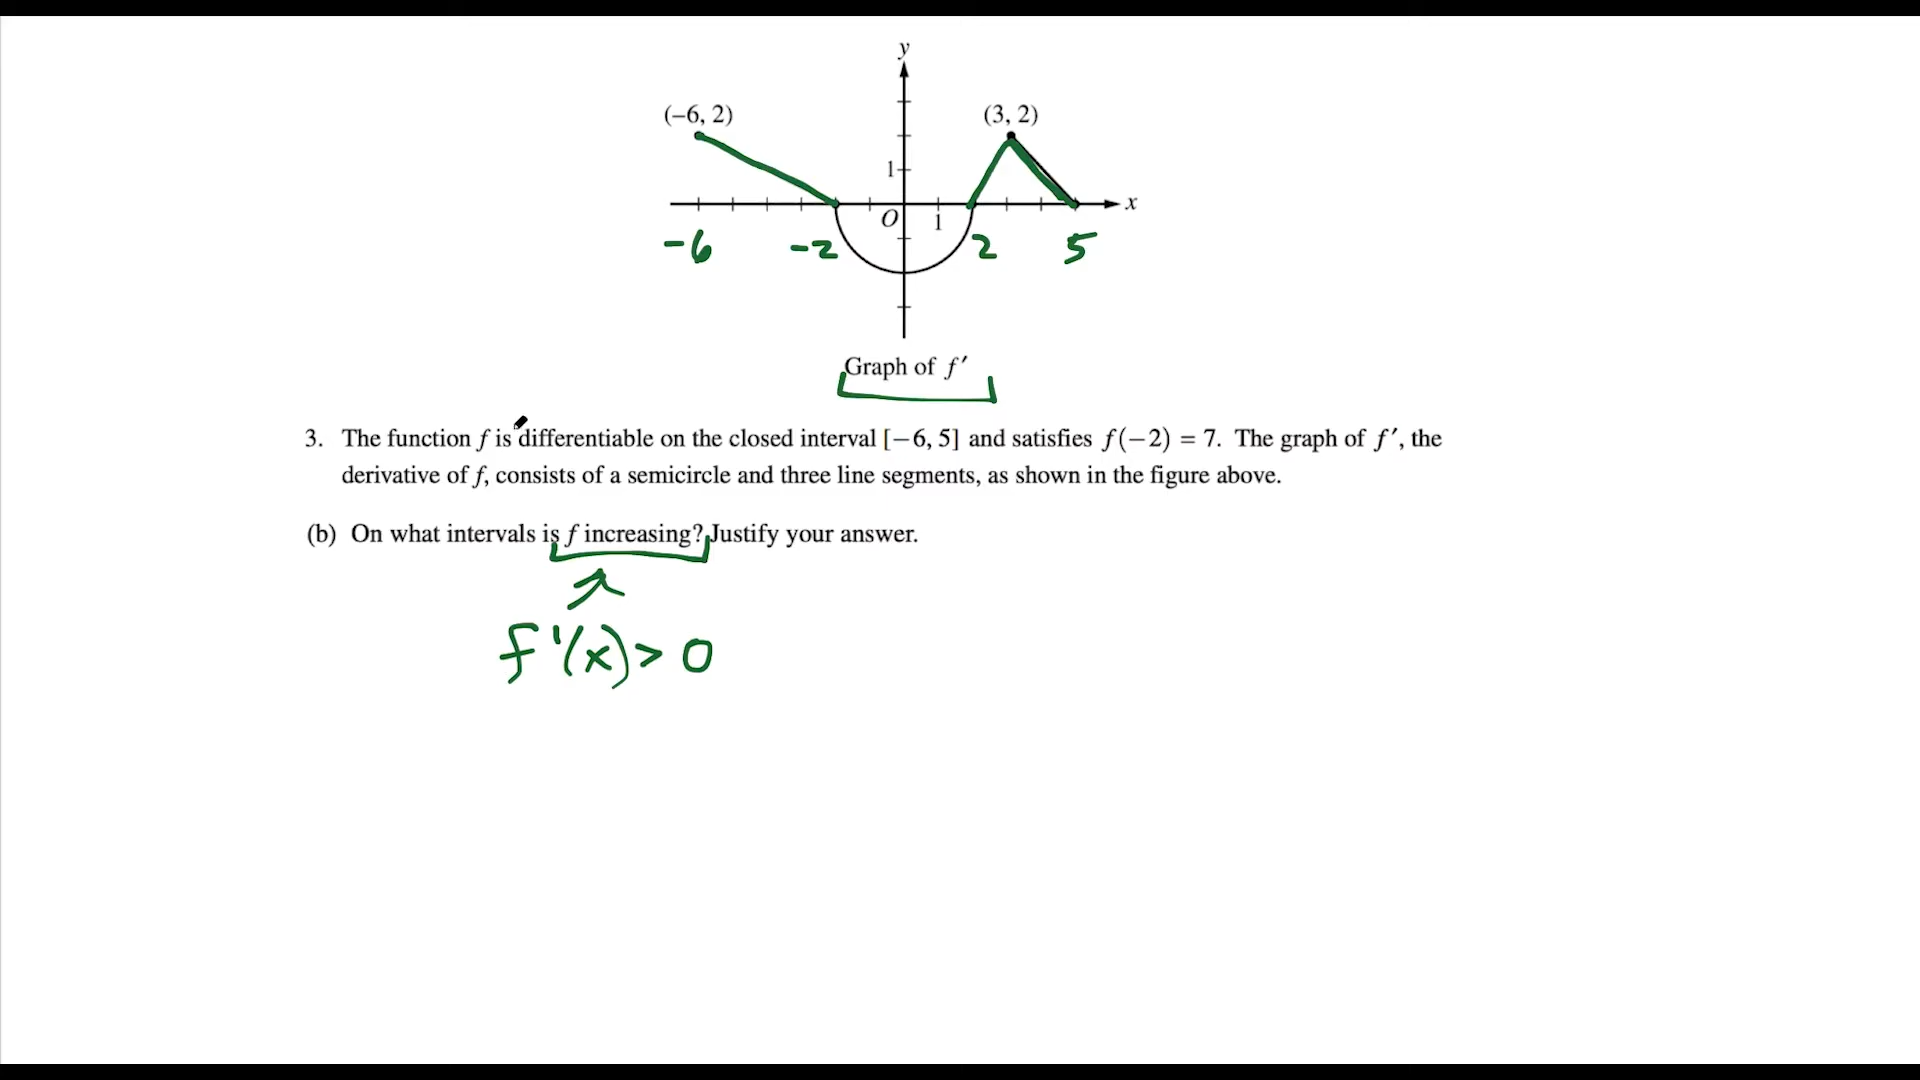 y
(−6, 2) (3, 2)
1
x
O 1
-6 -2 2 5
Graph of f′
3. The function f is differentiable on the closed interval [−6, 5] and satisfies f(−2) = 7. The graph of f′, the
derivative of f, consists of a semicircle and three line segments, as shown in the figure above.
(b) On what intervals is f increasing? Justify your answer.
f'(x) > 0